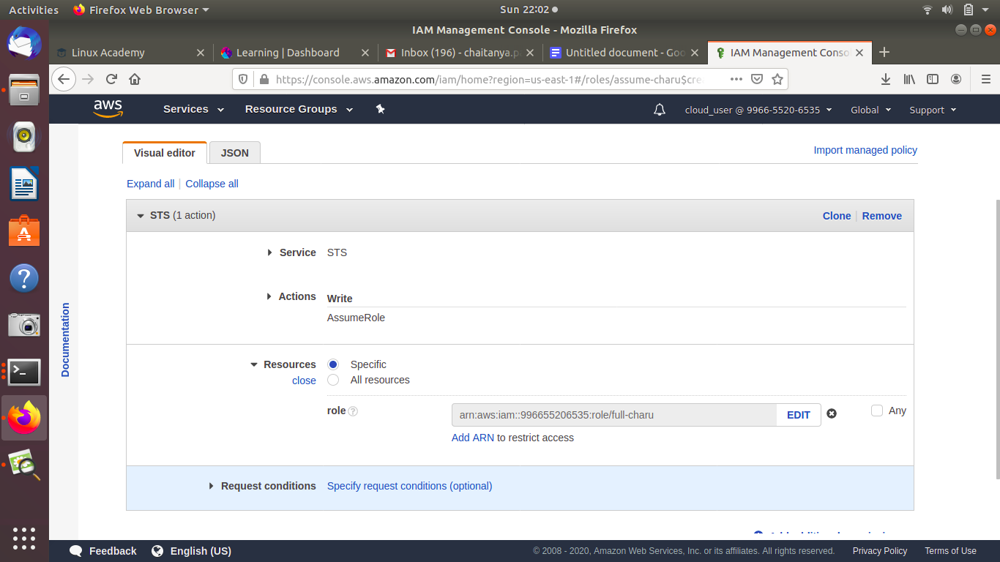 Activities Firefox Web Browser Sun 22:02
IAM Management Console - Mozilla Firefox
Linux Academy Learning | Dashboard Inbox (196) - chaitanya.p Untitled document - Goo IAM Management Conso
https://console.aws.amazon.com/iam/home?region=us-east-1#/roles/assume-charu$cre
aws Services Resource Groups cloud_user @ 9966-5520-6535 Global Support
Visual editor JSON Import managed policy
Expand all | Collapse all
STS (1 action) Clone | Remove
Service STS
Actions Write
AssumeRole
Documentation
Resources Specific
close All resources
role ? arn:aws:iam::996655206535:role/full-charu EDIT Any
Add ARN to restrict access
Request conditions Specify request conditions (optional)
Feedback English (US) © 2008 - 2020, Amazon Web Services, Inc. or its affiliates. All rights reserved. Privacy Policy Terms of Use